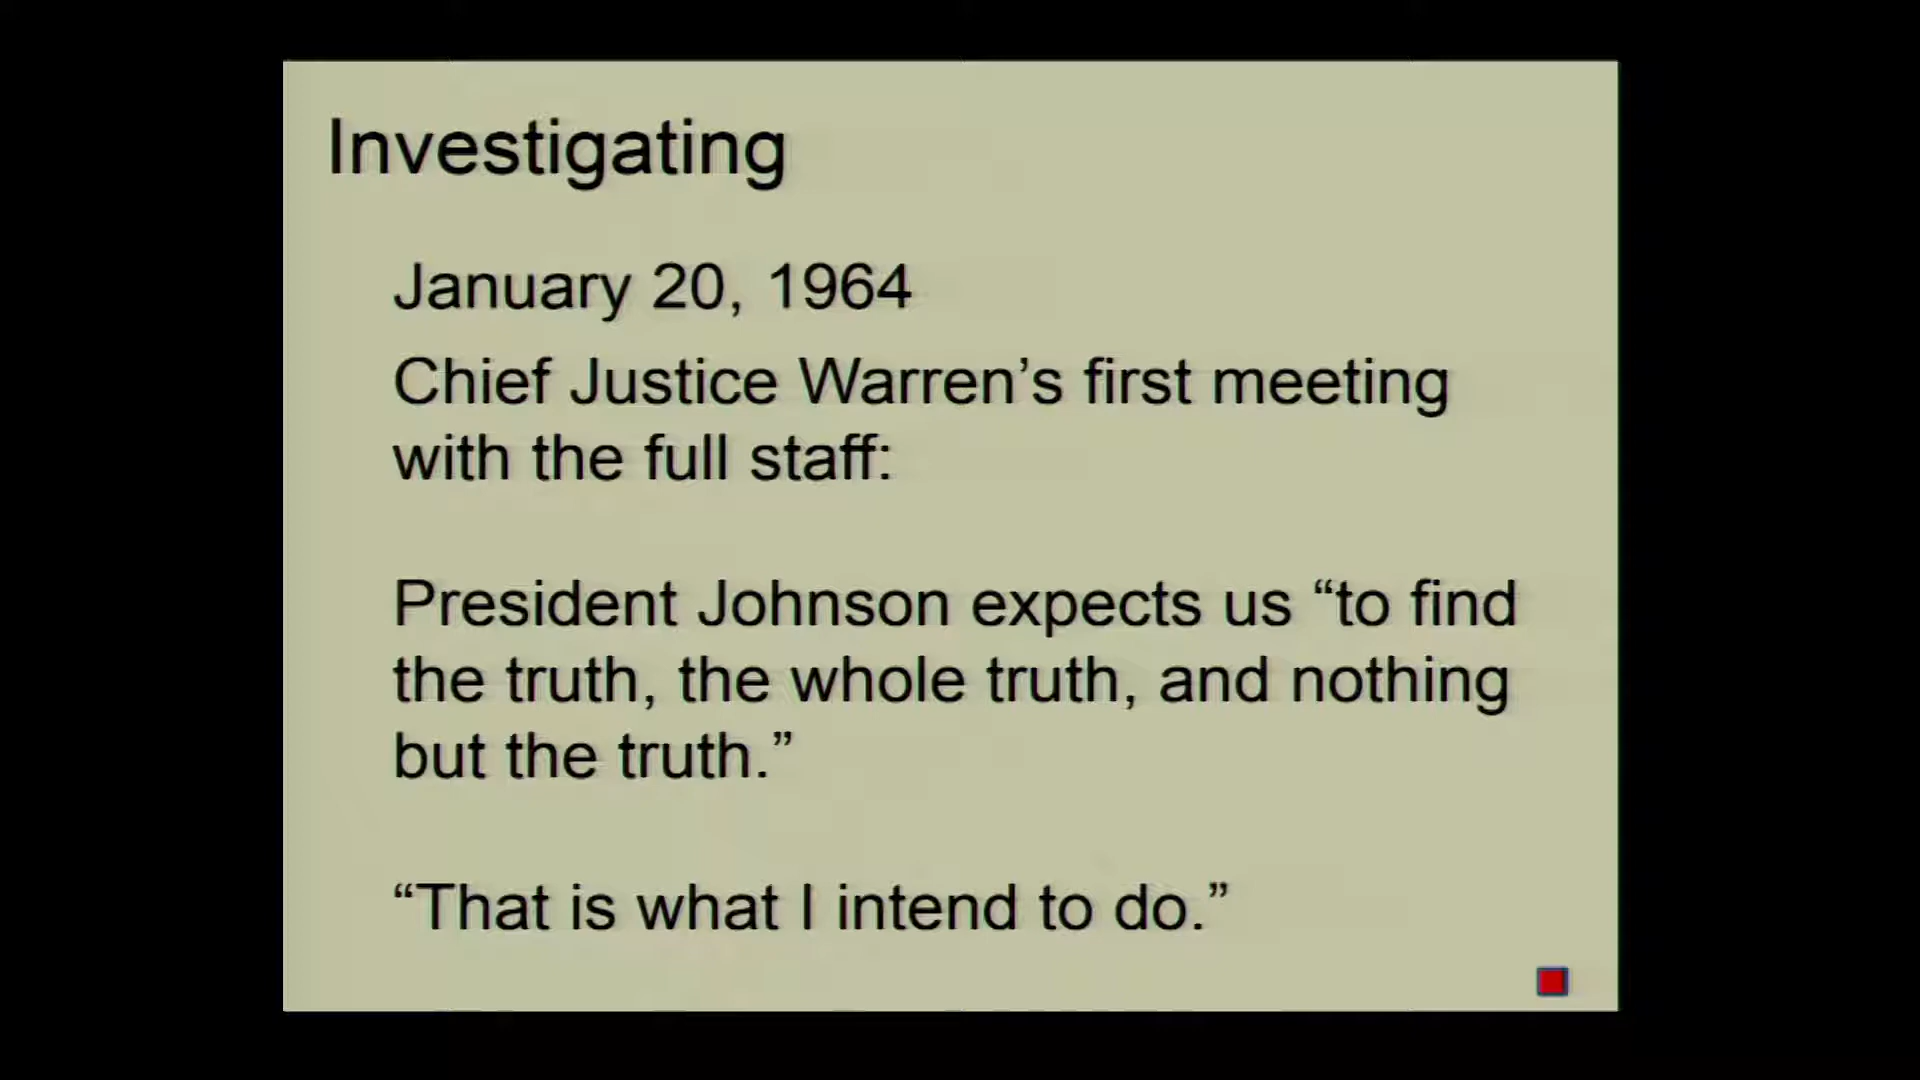 Investigating
January 20, 1964
Chief Justice Warren’s first meeting
with the full staff:
President Johnson expects us “to find
the truth, the whole truth, and nothing
but the truth.”
“That is what I intend to do.”